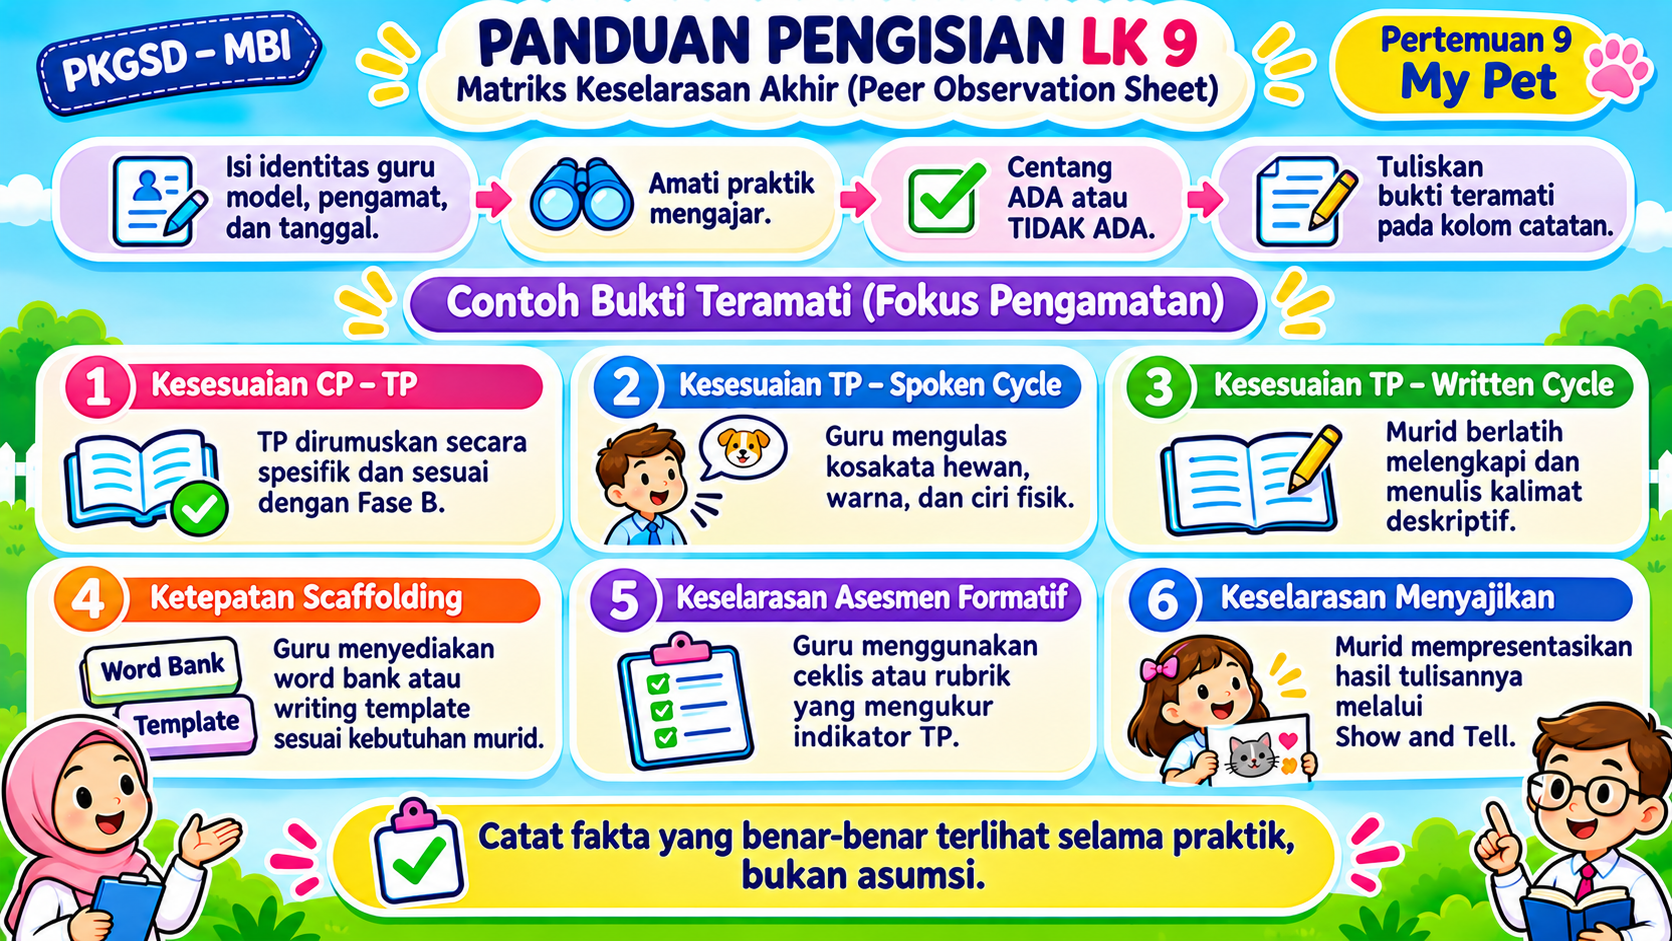 PKGSD – MBI
PANDUAN PENGISIAN LK 9
Matriks Keselarasan Akhir (Peer Observation Sheet)
Pertemuan 9
My Pet
Isi identitas guru
model, pengamat,
dan tanggal.
Amati praktik
mengajar.
Centang
ADA atau
TIDAK ADA.
Tuliskan
bukti teramati
pada kolom catatan.
Contoh Bukti Teramati (Fokus Pengamatan)
1 Kesesuaian CP – TP
TP dirumuskan secara
spesifik dan sesuai
dengan Fase B.
2 Kesesuaian TP – Spoken Cycle
Guru mengulas
kosakata hewan,
warna, dan ciri fisik.
3 Kesesuaian TP – Written Cycle
Murid berlatih
melengkapi dan
menulis kalimat
deskriptif.
4 Ketepatan Scaffolding
Word Bank
Template
Guru menyediakan
word bank atau
writing template
sesuai kebutuhan murid.
5 Keselarasan Asesmen Formatif
Guru menggunakan
ceklis atau rubrik
yang mengukur
indikator TP.
6 Keselarasan Menyajikan
Murid mempresentasikan
hasil tulisannya
melalui
Show and Tell.
Catat fakta yang benar-benar terlihat selama praktik,
bukan asumsi.